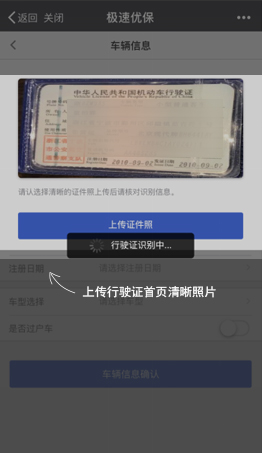 返回 关闭 极速优保
车辆信息
中华人民共和国机动车行驶证
2016-05-02 2016-05-02
请认选择清晰的证件照上传后请核对识别信息。
上传证件照
行驶证识别中...
注册日期 请选择注册日期
上传行驶证首页清晰照片
车型选择
是否过户车
车辆信息确认